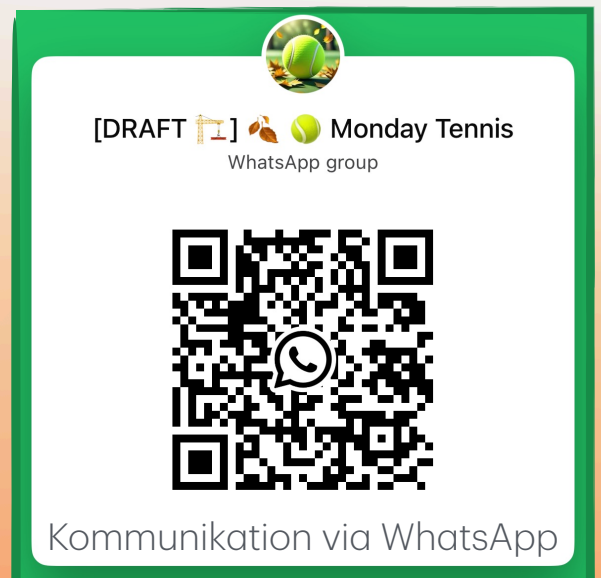 [DRAFT 🏗️] 🍂 🎾 Monday Tennis
WhatsApp group
Kommunikation via WhatsApp